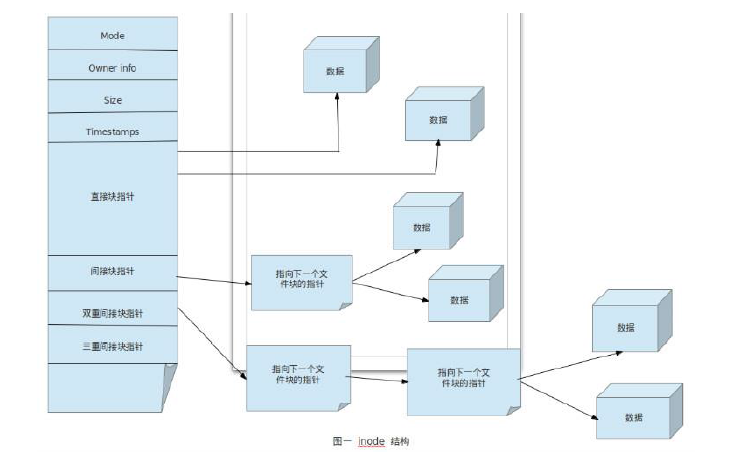 Mode
Owner info
Size
Timestamps
直接块指针
间接块指针
双重间接块指针
三重间接块指针
数据
数据
数据
指向下一个文
件块的指针
数据
指向下一个文
件块的指针
指向下一个文
件块的指针
数据
数据
图一 inode 结构